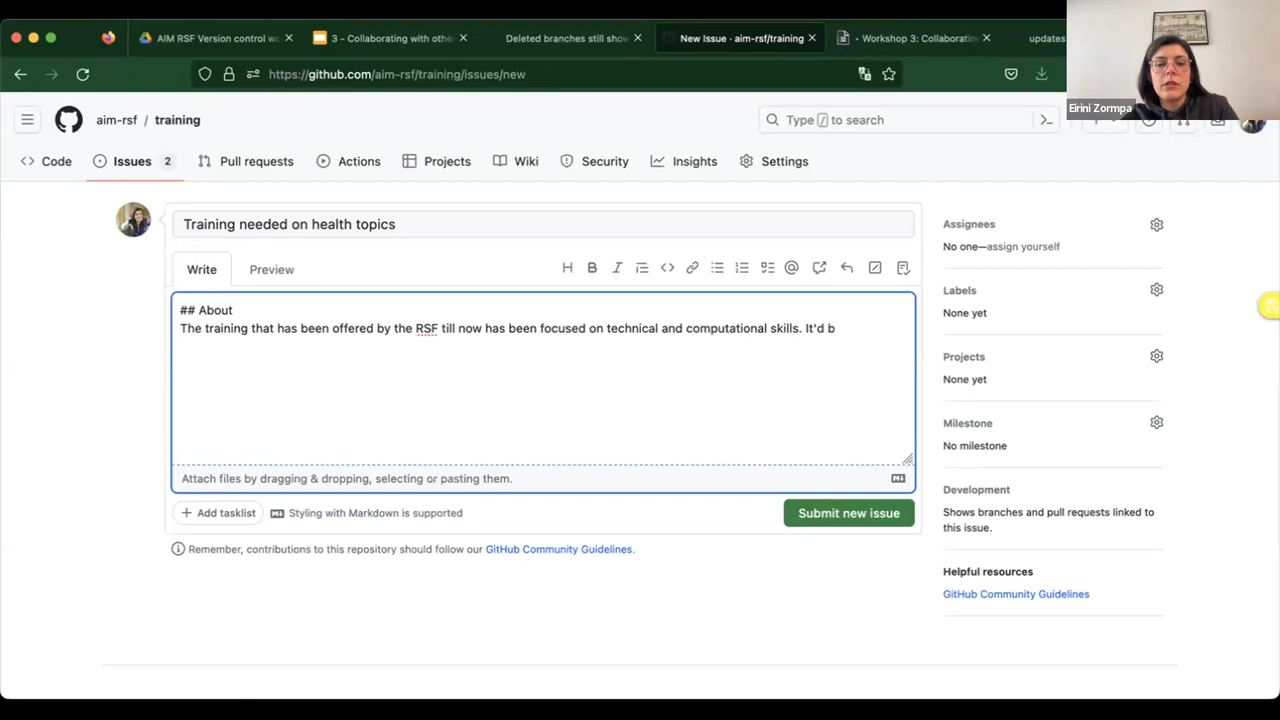 AIM RSF Version control wo
3 - Collaborating with othe
Deleted branches still show
New Issue · aim-rsf/training
• Workshop 3: Collaboratin
updates
https://github.com/aim-rsf/training/issues/new
Eirini Zormpa
aim-rsf / training
Type / to search
Code
Issues 2
Pull requests
Actions
Projects
Wiki
Security
Insights
Settings
Training needed on health topics
Write
Preview
H B I
## About
The training that has been offered by the RSF till now has been focused on technical and computational skills. It'd b
Attach files by dragging & dropping, selecting or pasting them.
Add tasklist
Styling with Markdown is supported
Submit new issue
Remember, contributions to this repository should follow our GitHub Community Guidelines.
Assignees
No one—assign yourself
Labels
None yet
Projects
None yet
Milestone
No milestone
Development
Shows branches and pull requests linked to
this issue.
Helpful resources
GitHub Community Guidelines